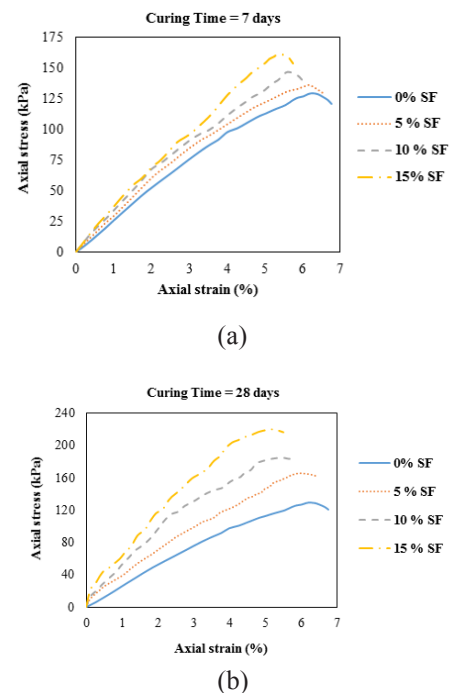 Curing Time = 7 days
Axial stress (kPa)
175
150
125
100
75
50
25
0
0 1 2 3 4 5 6 7
Axial strain (%)
0% SF
5 % SF
10 % SF
15% SF
(a)
Curing Time = 28 days
Axial stress (kPa)
240
200
160
120
80
40
0
0 1 2 3 4 5 6 7
Axial strain (%)
0% SF
5 % SF
10 % SF
15 % SF
(b)